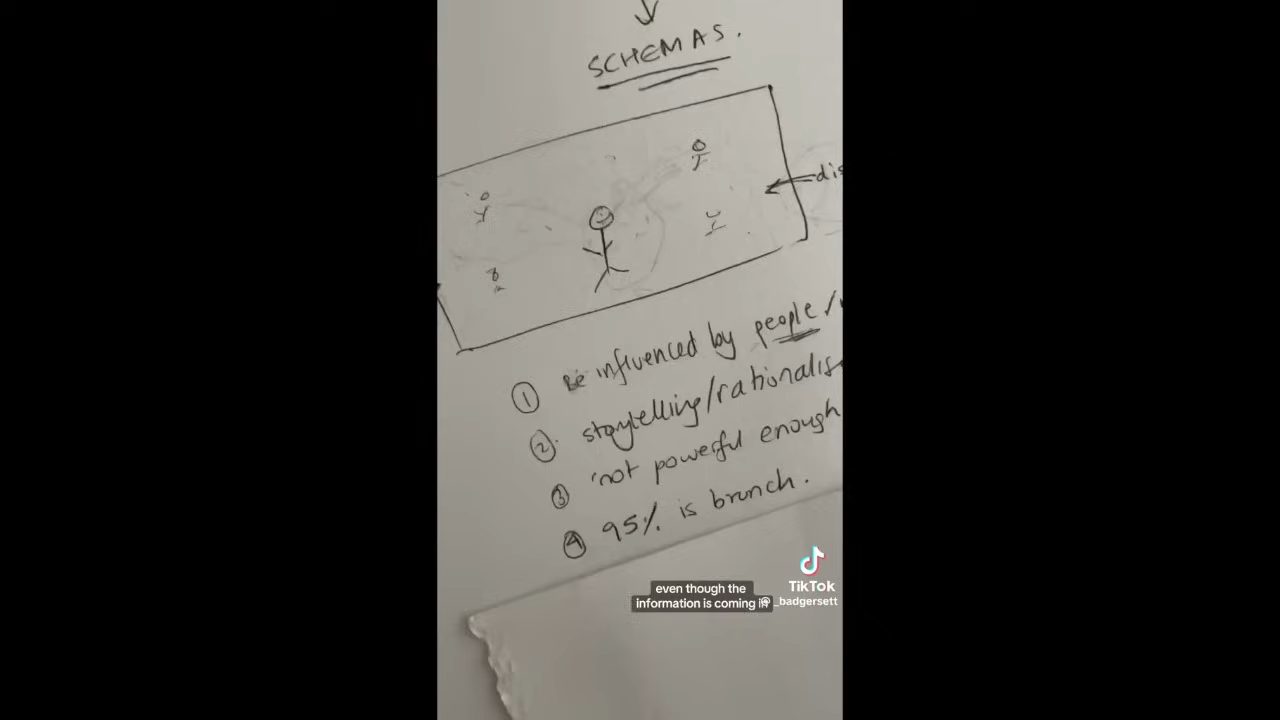 SCHEMAS.
dis
① Be influenced by people/
② storytelling/rationalis
③ 'not powerful enough
④ 95% is brunch.
even though the
information is coming in
TikTok
@_badgersett